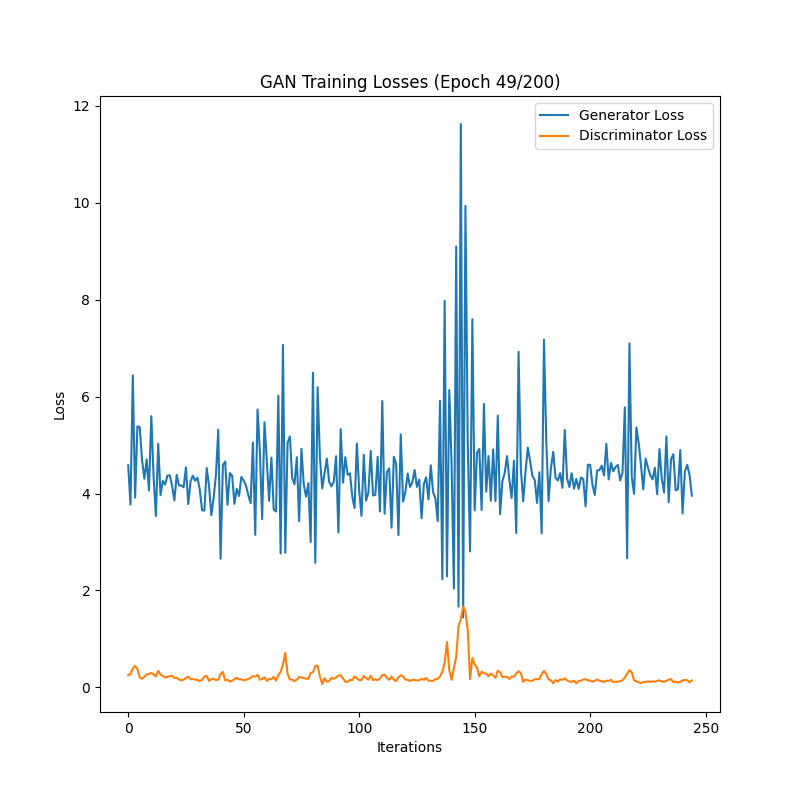 GAN Training Losses (Epoch 49/200)
Generator Loss
Discriminator Loss
12
10
8
6
4
2
0
Loss
0 50 100 150 200 250
Iterations